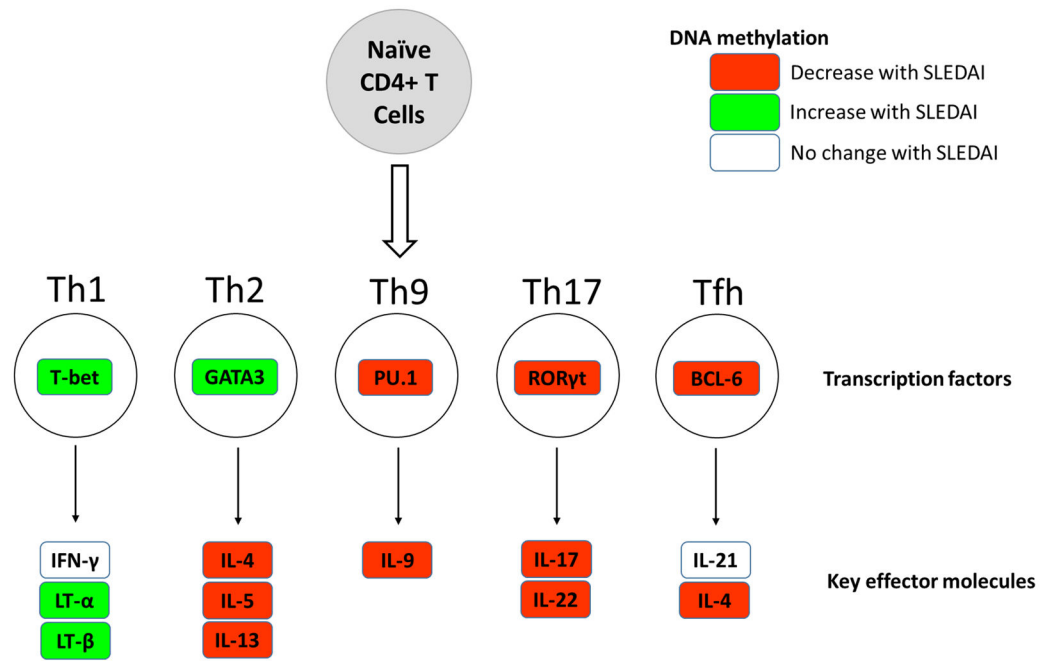 Naïve
CD4+ T
Cells
DNA methylation
Decrease with SLEDAI
Increase with SLEDAI
No change with SLEDAI
Th1 Th2 Th9 Th17 Tfh
T-bet GATA3 PU.1 RORγt BCL-6 Transcription factors
IFN-γ IL-4 IL-9 IL-17 IL-21
Key effector molecules
LT-α IL-5 IL-22 IL-4
LT-β IL-13